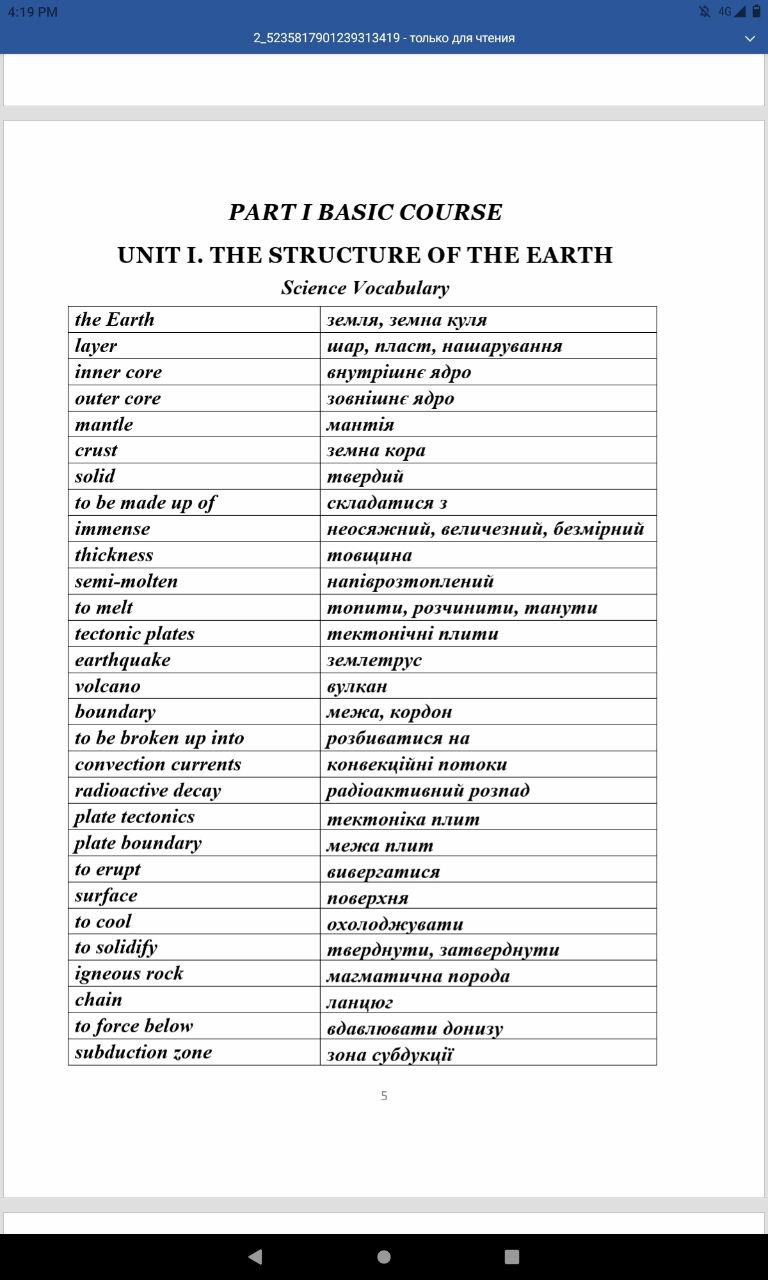 4:19 PM 4G
2_5235817901239313419 - только для чтения
PART I BASIC COURSE
UNIT I. THE STRUCTURE OF THE EARTH
Science Vocabulary
the Earth земля, земна куля
layer шар, пласт, нашарування
inner core внутрішнє ядро
outer core зовнішнє ядро
mantle мантія
crust земна кора
solid твердий
to be made up of складатися з
immense неосяжний, величезний, безмірний
thickness товщина
semi-molten напіврозтоплений
to melt топити, розчинити, танути
tectonic plates тектонічні плити
earthquake землетрус
volcano вулкан
boundary межа, кордон
to be broken up into розбиватися на
convection currents конвекційні потоки
radioactive decay радіоактивний розпад
plate tectonics тектоніка плит
plate boundary межа плит
to erupt вивергатися
surface поверхня
to cool охолоджувати
to solidify тверднути, затверднути
igneous rock магматична порода
chain ланцюг
to force below вдавлювати донизу
subduction zone зона субдукції
5